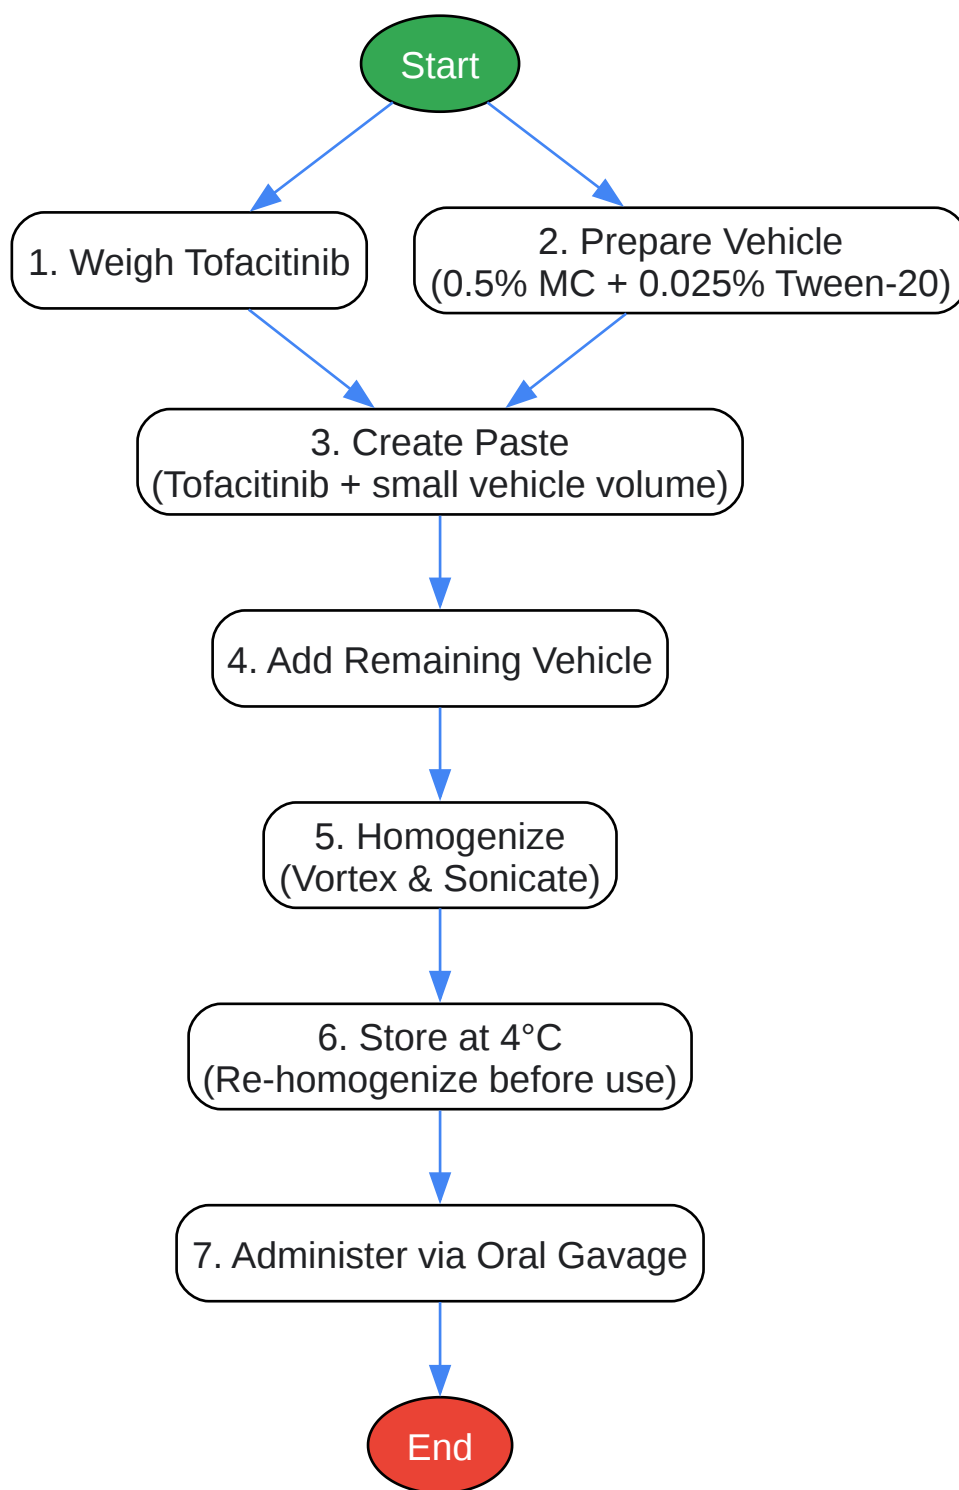 Start
1. Weigh Tofacitinib
2. Prepare Vehicle
(0.5% MC + 0.025% Tween-20)
3. Create Paste
(Tofacitinib + small vehicle volume)
4. Add Remaining Vehicle
5. Homogenize
(Vortex & Sonicate)
6. Store at 4°C
(Re-homogenize before use)
7. Administer via Oral Gavage
End